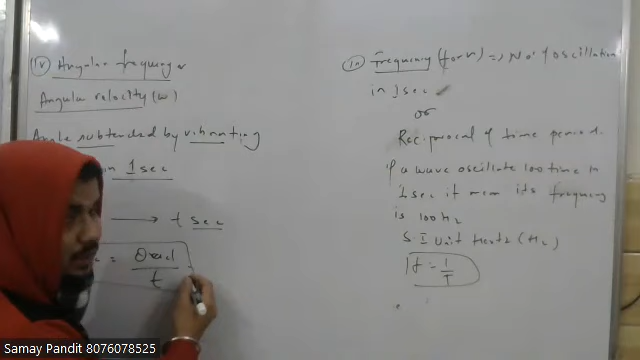 (iv) Angular frequency or
Angular velocity (ω)
Angle subtended by vibrating
in 1 sec
→ t sec
= θ rad
t
(iii) Frequency (f or ν) => No. of oscillation
in 1 sec
or
Reciprocal of time period.
If a wave oscillate 100 time in
1 sec it mean its frequency
is 100 Hz
S I Unit Hertz (Hz)
f = 1
T
Samay Pandit 8076078525